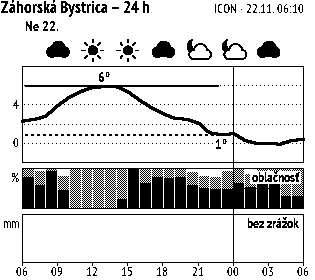 Záhorská Bystrica – 24 h
ICON - 22.11. 06:10
Ne 22.
6°
4
1°
0
%
oblačnosť
mm
bez zrážok
06 09 12 15 18 21 00 03 06